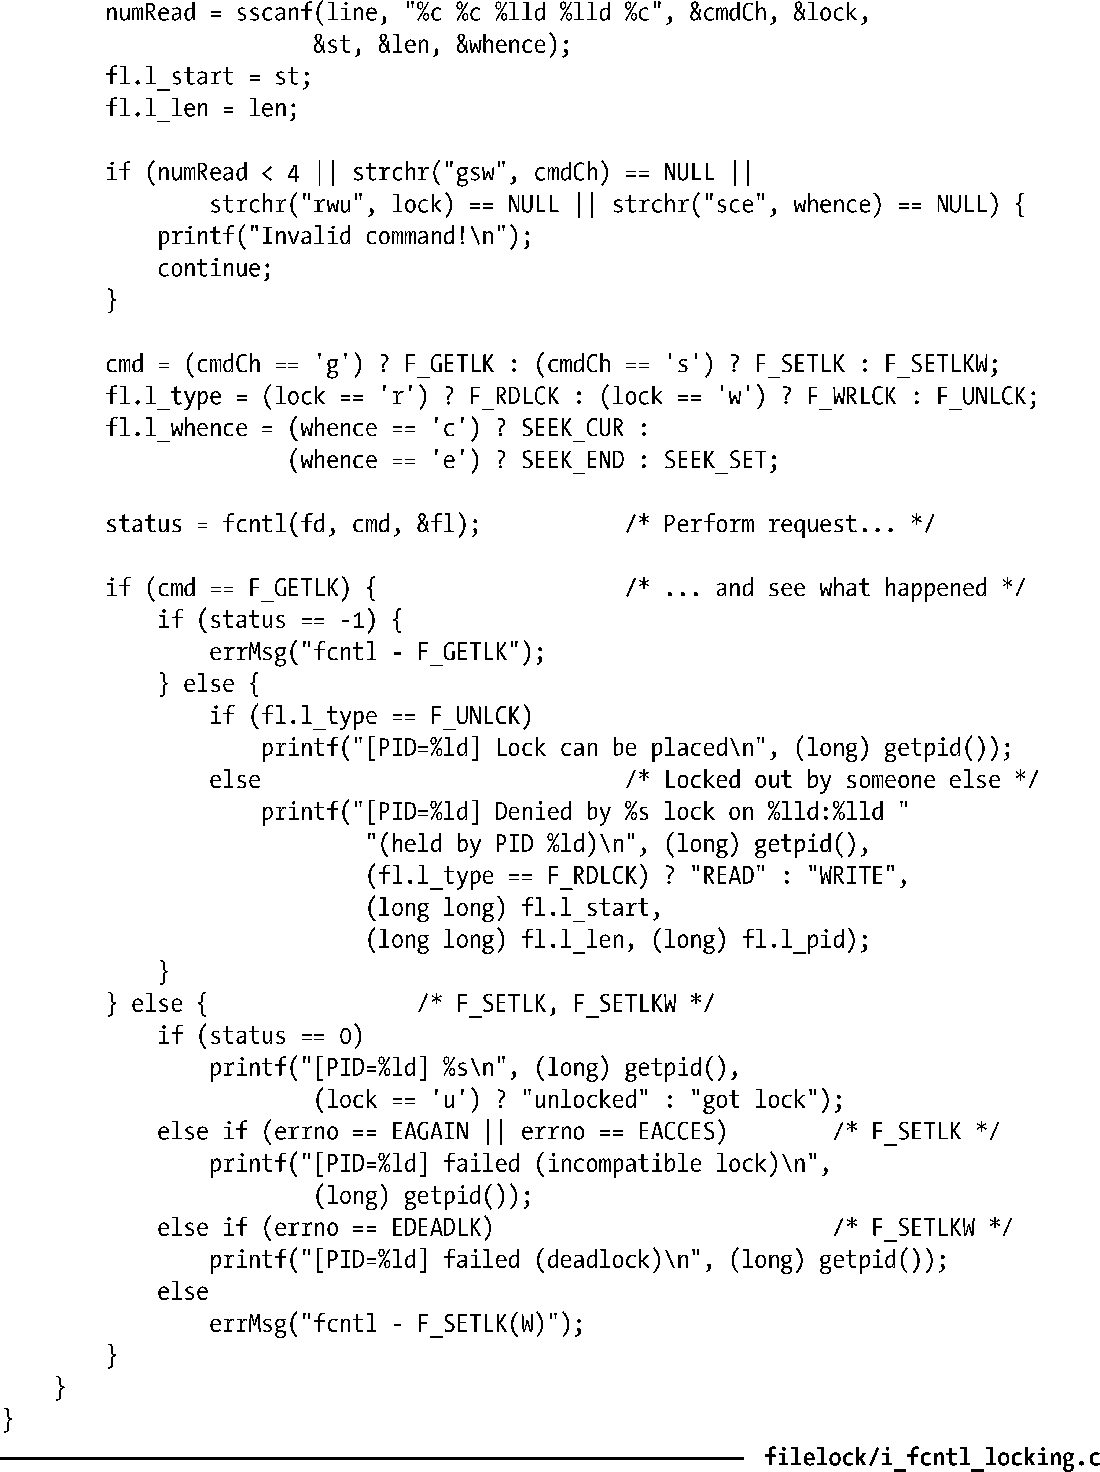 numRead = sscanf(line, "%c %c %lld %lld %c", &cmdCh, &lock,
&st, &len, &whence);
fl.l_start = st;
fl.l_len = len;
if (numRead < 4 || strchr("gsw", cmdCh) == NULL ||
strchr("rwu", lock) == NULL || strchr("sce", whence) == NULL) {
printf("Invalid command!\n");
continue;
}
cmd = (cmdCh == 'g') ? F_GETLK : (cmdCh == 's') ? F_SETLK : F_SETLKW;
fl.l_type = (lock == 'r') ? F_RDLCK : (lock == 'w') ? F_WRLCK : F_UNLCK;
fl.l_whence = (whence == 'c') ? SEEK_CUR :
(whence == 'e') ? SEEK_END : SEEK_SET;
status = fcntl(fd, cmd, &fl); /* Perform request... */
if (cmd == F_GETLK) { /* ... and see what happened */
if (status == -1) {
errMsg("fcntl - F_GETLK");
} else {
if (fl.l_type == F_UNLCK)
printf("[PID=%ld] Lock can be placed\n", (long) getpid());
else /* Locked out by someone else */
printf("[PID=%ld] Denied by %s lock on %lld:%lld "
"(held by PID %ld)\n", (long) getpid(),
(fl.l_type == F_RDLCK) ? "READ" : "WRITE",
(long long) fl.l_start,
(long long) fl.l_len, (long) fl.l_pid);
}
} else { /* F_SETLK, F_SETLKW */
if (status == 0)
printf("[PID=%ld] %s\n", (long) getpid(),
(lock == 'u') ? "unlocked" : "got lock");
else if (errno == EAGAIN || errno == EACCES) /* F_SETLK */
printf("[PID=%ld] failed (incompatible lock)\n",
(long) getpid());
else if (errno == EDEADLK) /* F_SETLKW */
printf("[PID=%ld] failed (deadlock)\n", (long) getpid());
else
errMsg("fcntl - F_SETLK(W)");
}
}
}
filelock/i_fcntl_locking.c